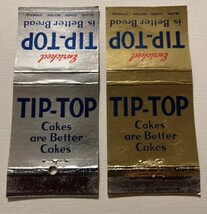 Enriched
TIP-TOP
is Better Bread
TIP-TOP
Cakes
are Better
Cakes
Enriched
TIP-TOP
is Better Bread
TIP-TOP
Cakes
are Better
Cakes